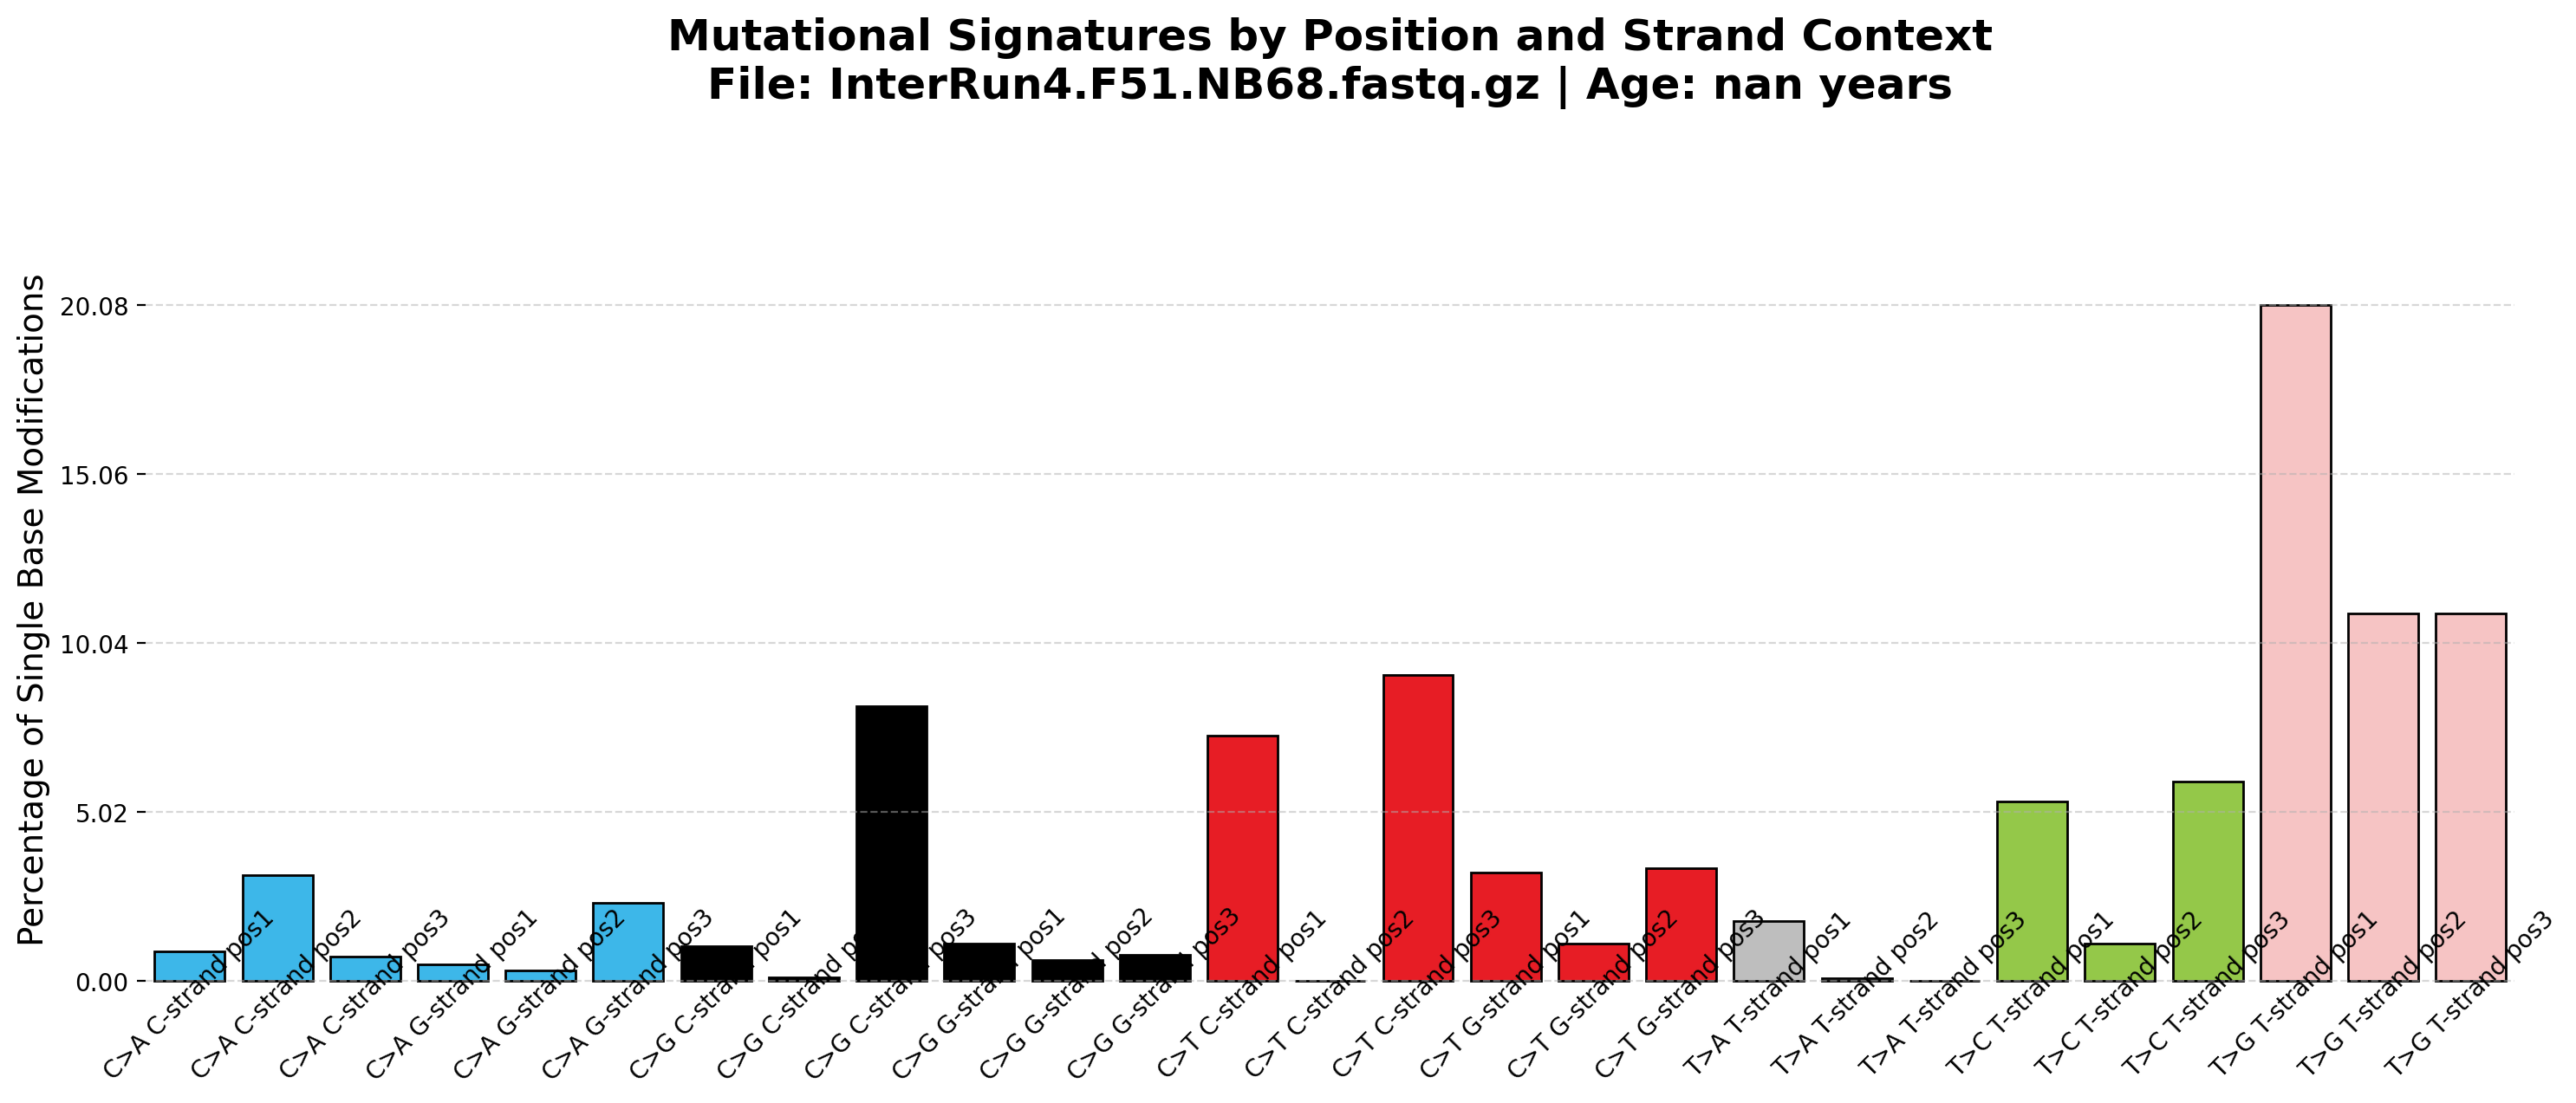 Mutational Signatures by Position and Strand Context
File: InterRun4.F51.NB68.fastq.gz | Age: nan years
Percentage of Single Base Modifications
20.08
15.06
10.04
5.02
0.00
C>A C-strand pos1
C>A C-strand pos2
C>A C-strand pos3
C>A G-strand pos1
C>A G-strand pos2
C>A G-strand pos3
C>G C-strand pos1
C>G C-strand pos2
C>G C-strand pos3
C>G G-strand pos1
C>G G-strand pos2
C>G G-strand pos3
C>T C-strand pos1
C>T C-strand pos2
C>T C-strand pos3
C>T G-strand pos1
C>T G-strand pos2
C>T G-strand pos3
T>A T-strand pos1
T>A T-strand pos2
T>A T-strand pos3
T>C T-strand pos1
T>C T-strand pos2
T>C T-strand pos3
T>G T-strand pos1
T>G T-strand pos2
T>G T-strand pos3